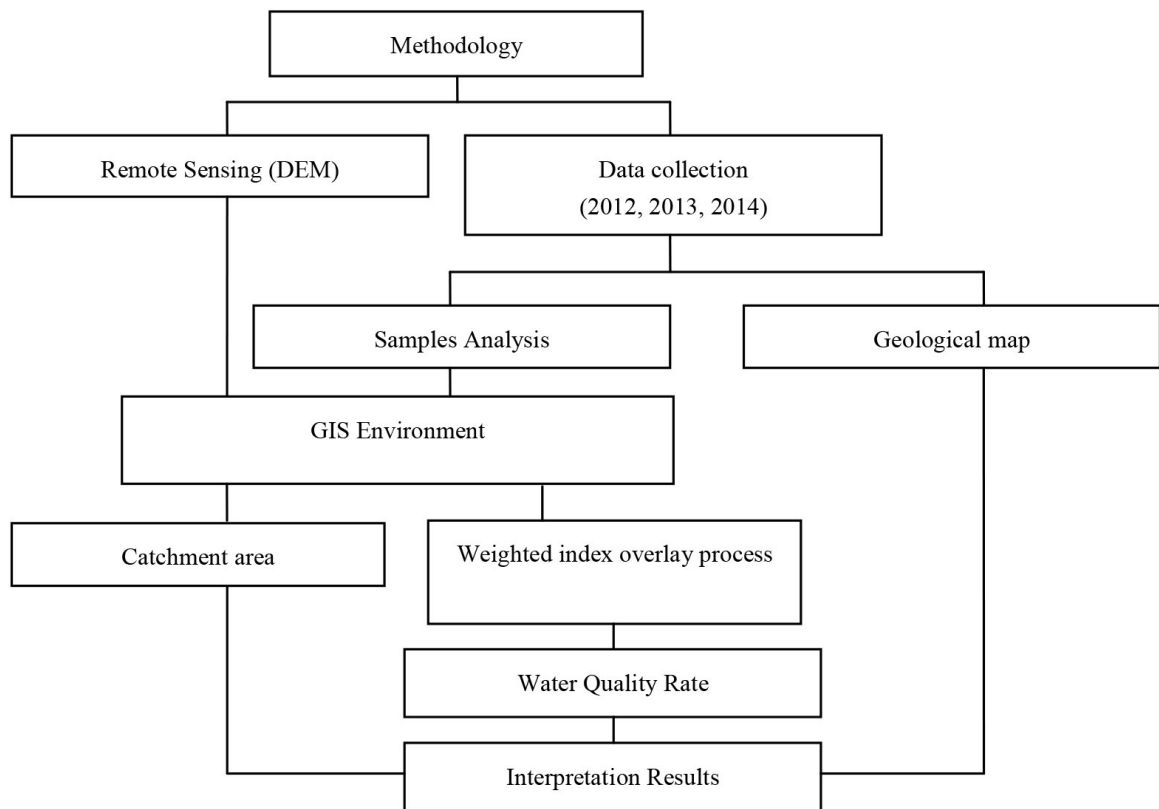 Methodology
Remote Sensing (DEM)
Data collection
(2012, 2013, 2014)
Samples Analysis
Geological map
GIS Environment
Catchment area
Weighted index overlay process
Water Quality Rate
Interpretation Results